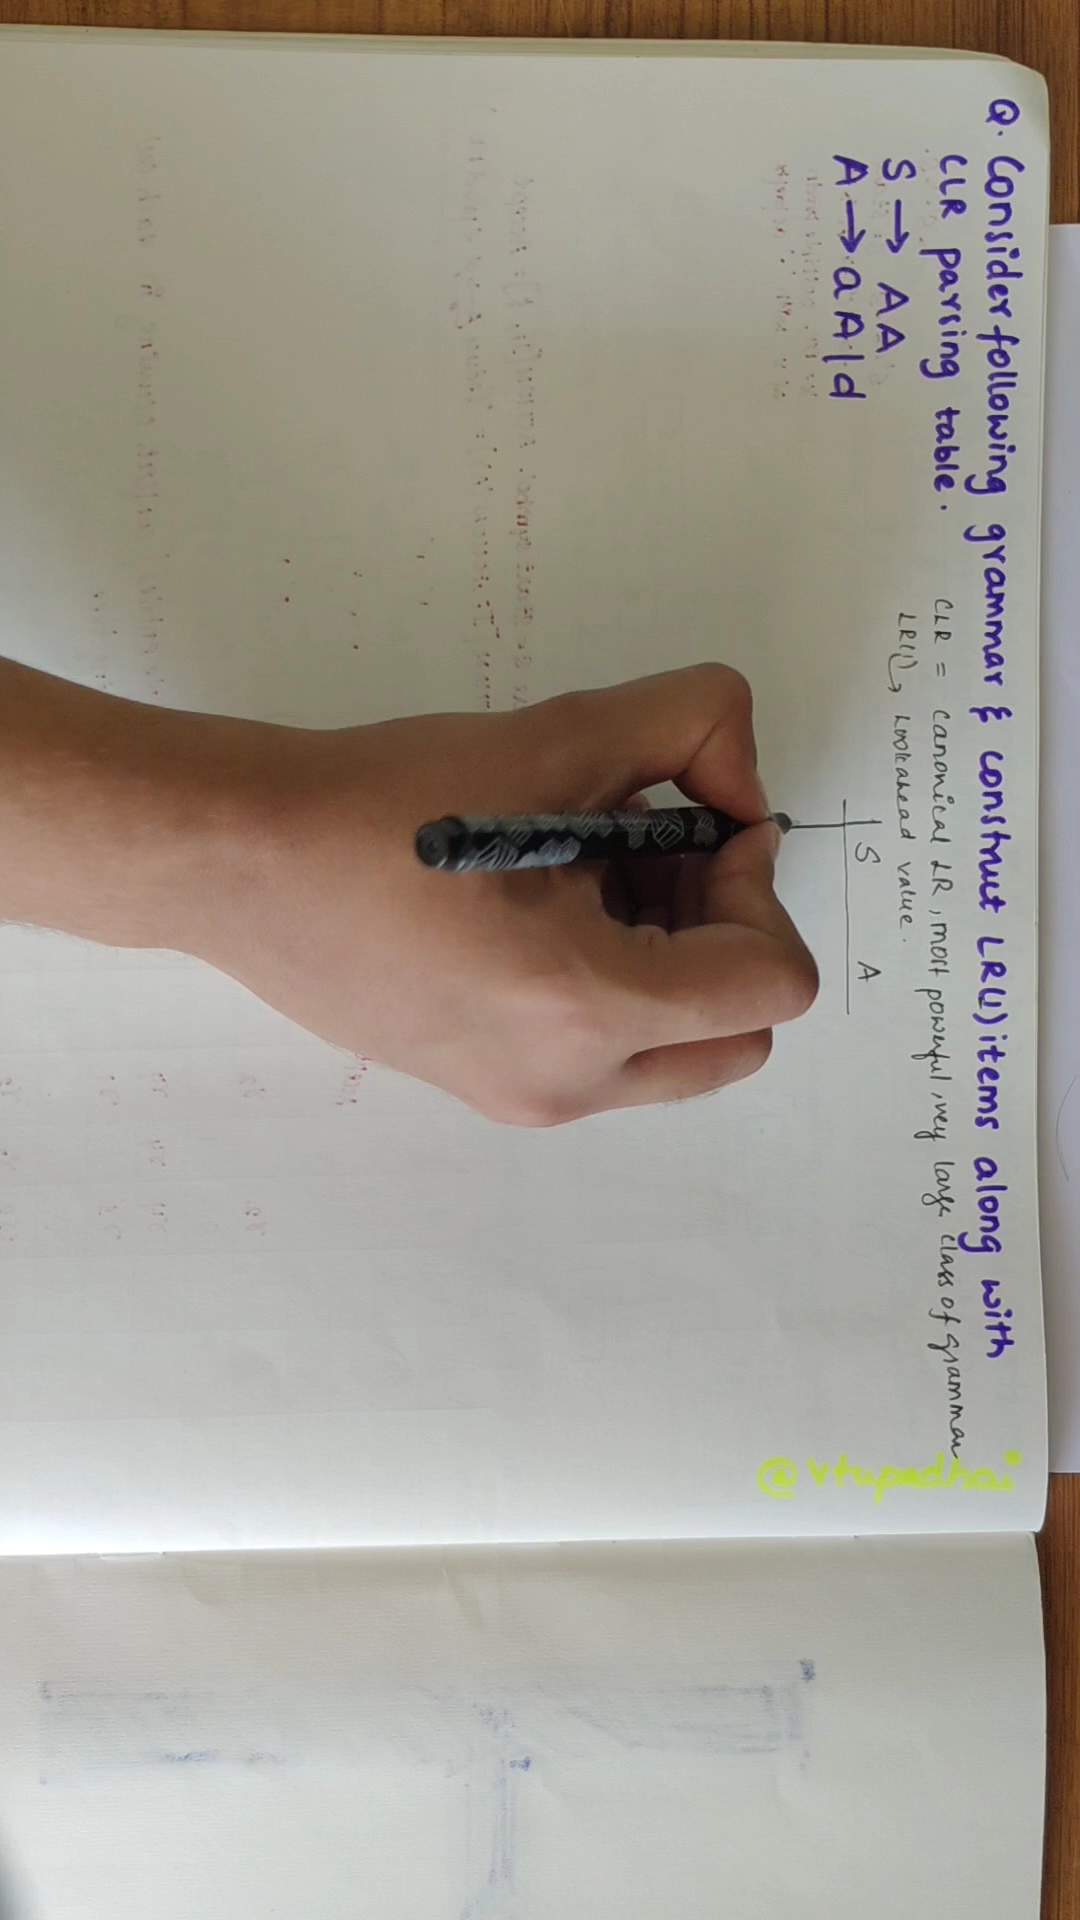 Q. Consider following grammar & construct LR(1) items along with
CLR parsing table.
CLR = canonical LR, most powerful, very large class of grammar
LR(1)→ Lookahead value.
S → AA
A → aA|d
S A
@vtupadhai